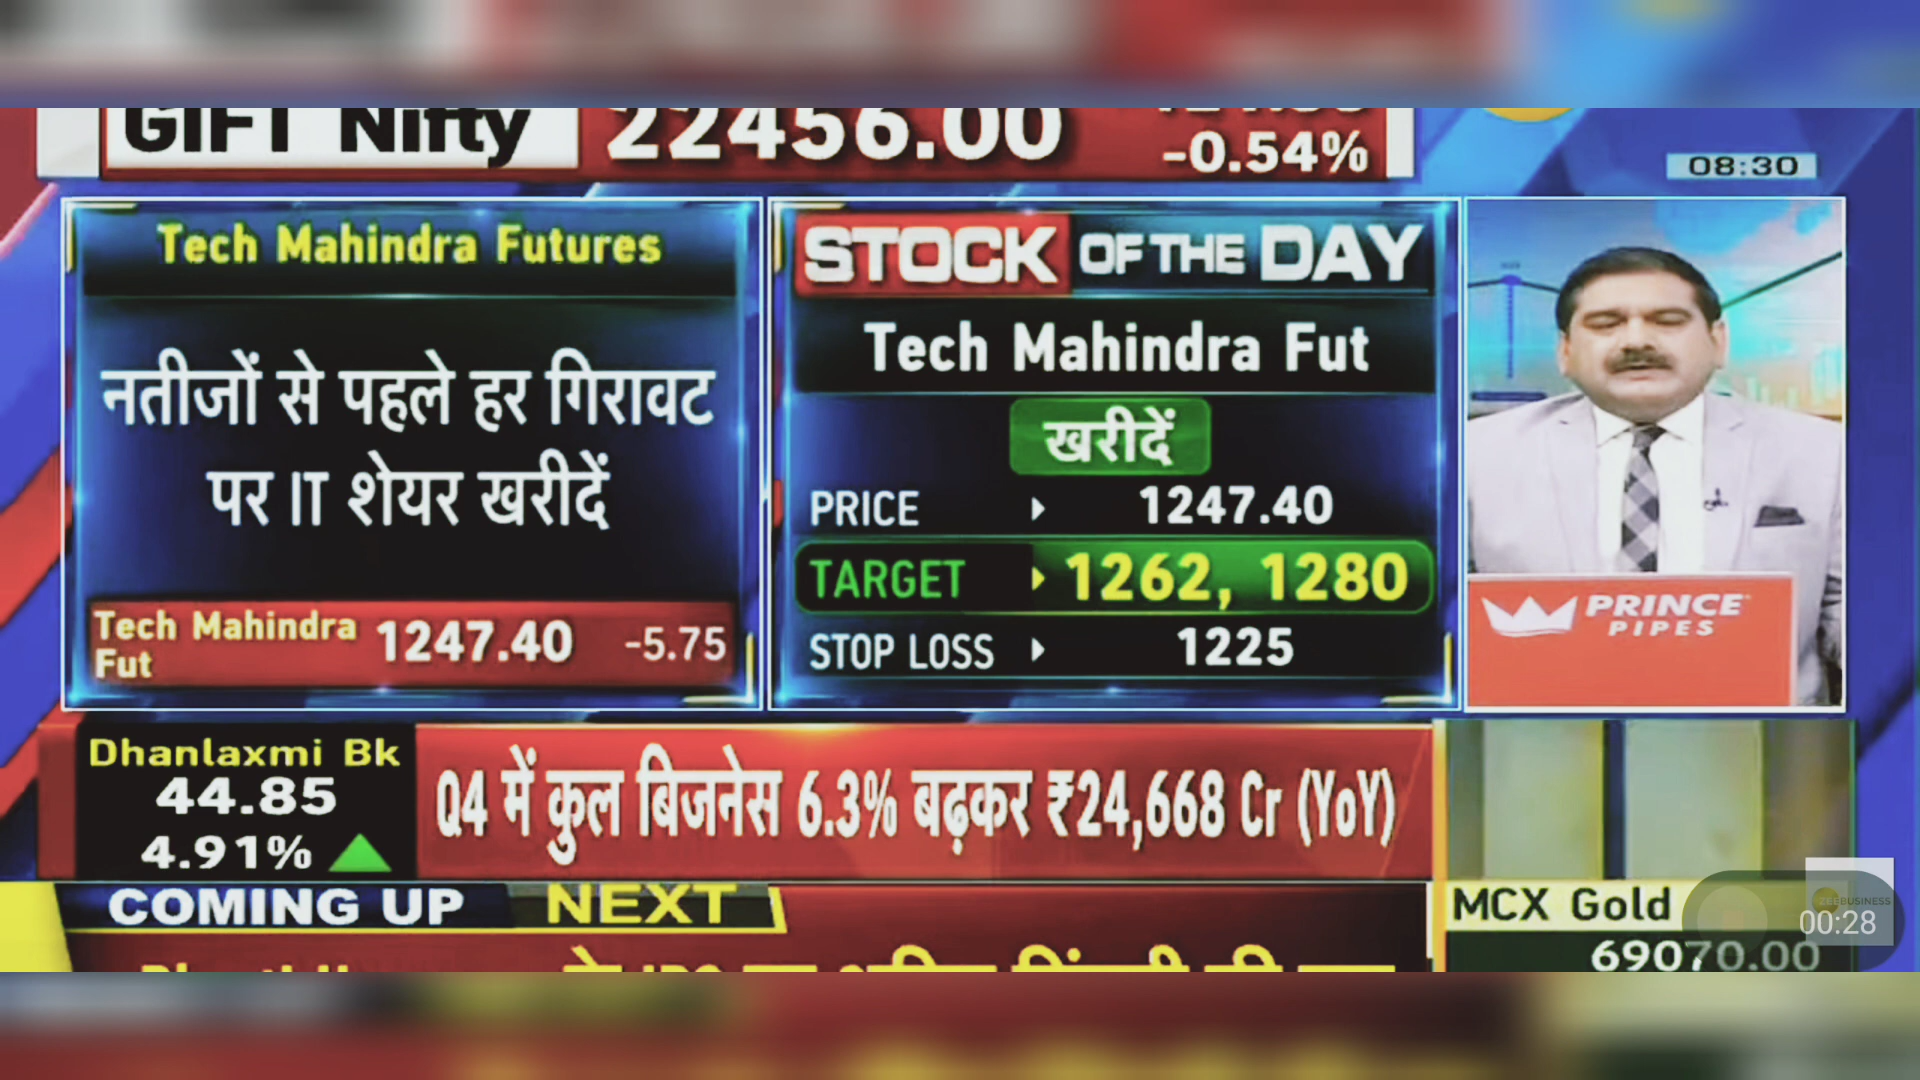 GIFT Nifty
22456.00
-0.54%
08:30
Tech Mahindra Futures
नतीजों से पहले हर गिरावट
पर IT शेयर खरीदें
Tech Mahindra Fut 1247.40 -5.75
STOCK OF THE DAY
Tech Mahindra Fut
खरीदें
PRICE 1247.40
TARGET 1262, 1280
STOP LOSS 1225
PRINCE
PIPES
Dhanlaxmi Bk
44.85
4.91%
Q4 में कुल बिजनेस 6.3% बढ़कर ₹24,668 Cr (YoY)
COMING UP NEXT
MCX Gold
69070.00
ZEEBUSINESS
00:28